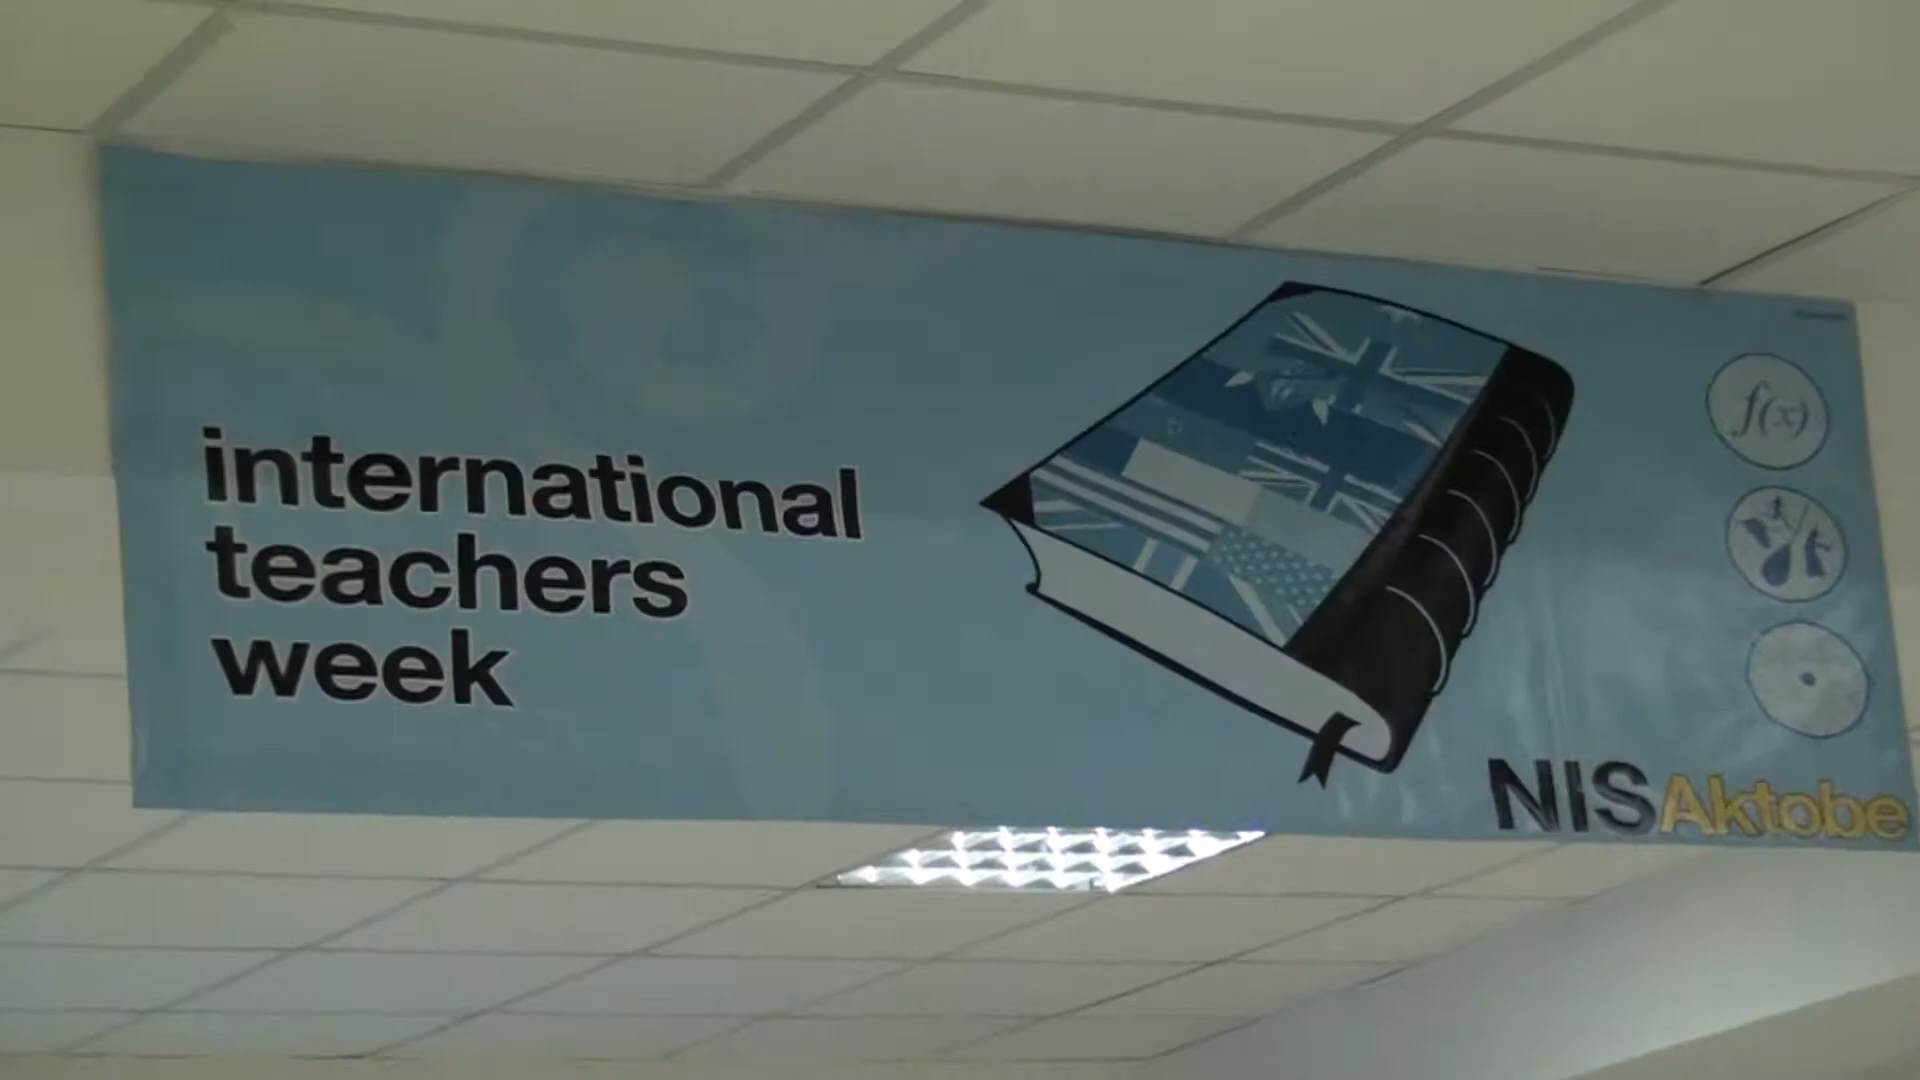 international
teachers
week
f(x)
NISAktobe